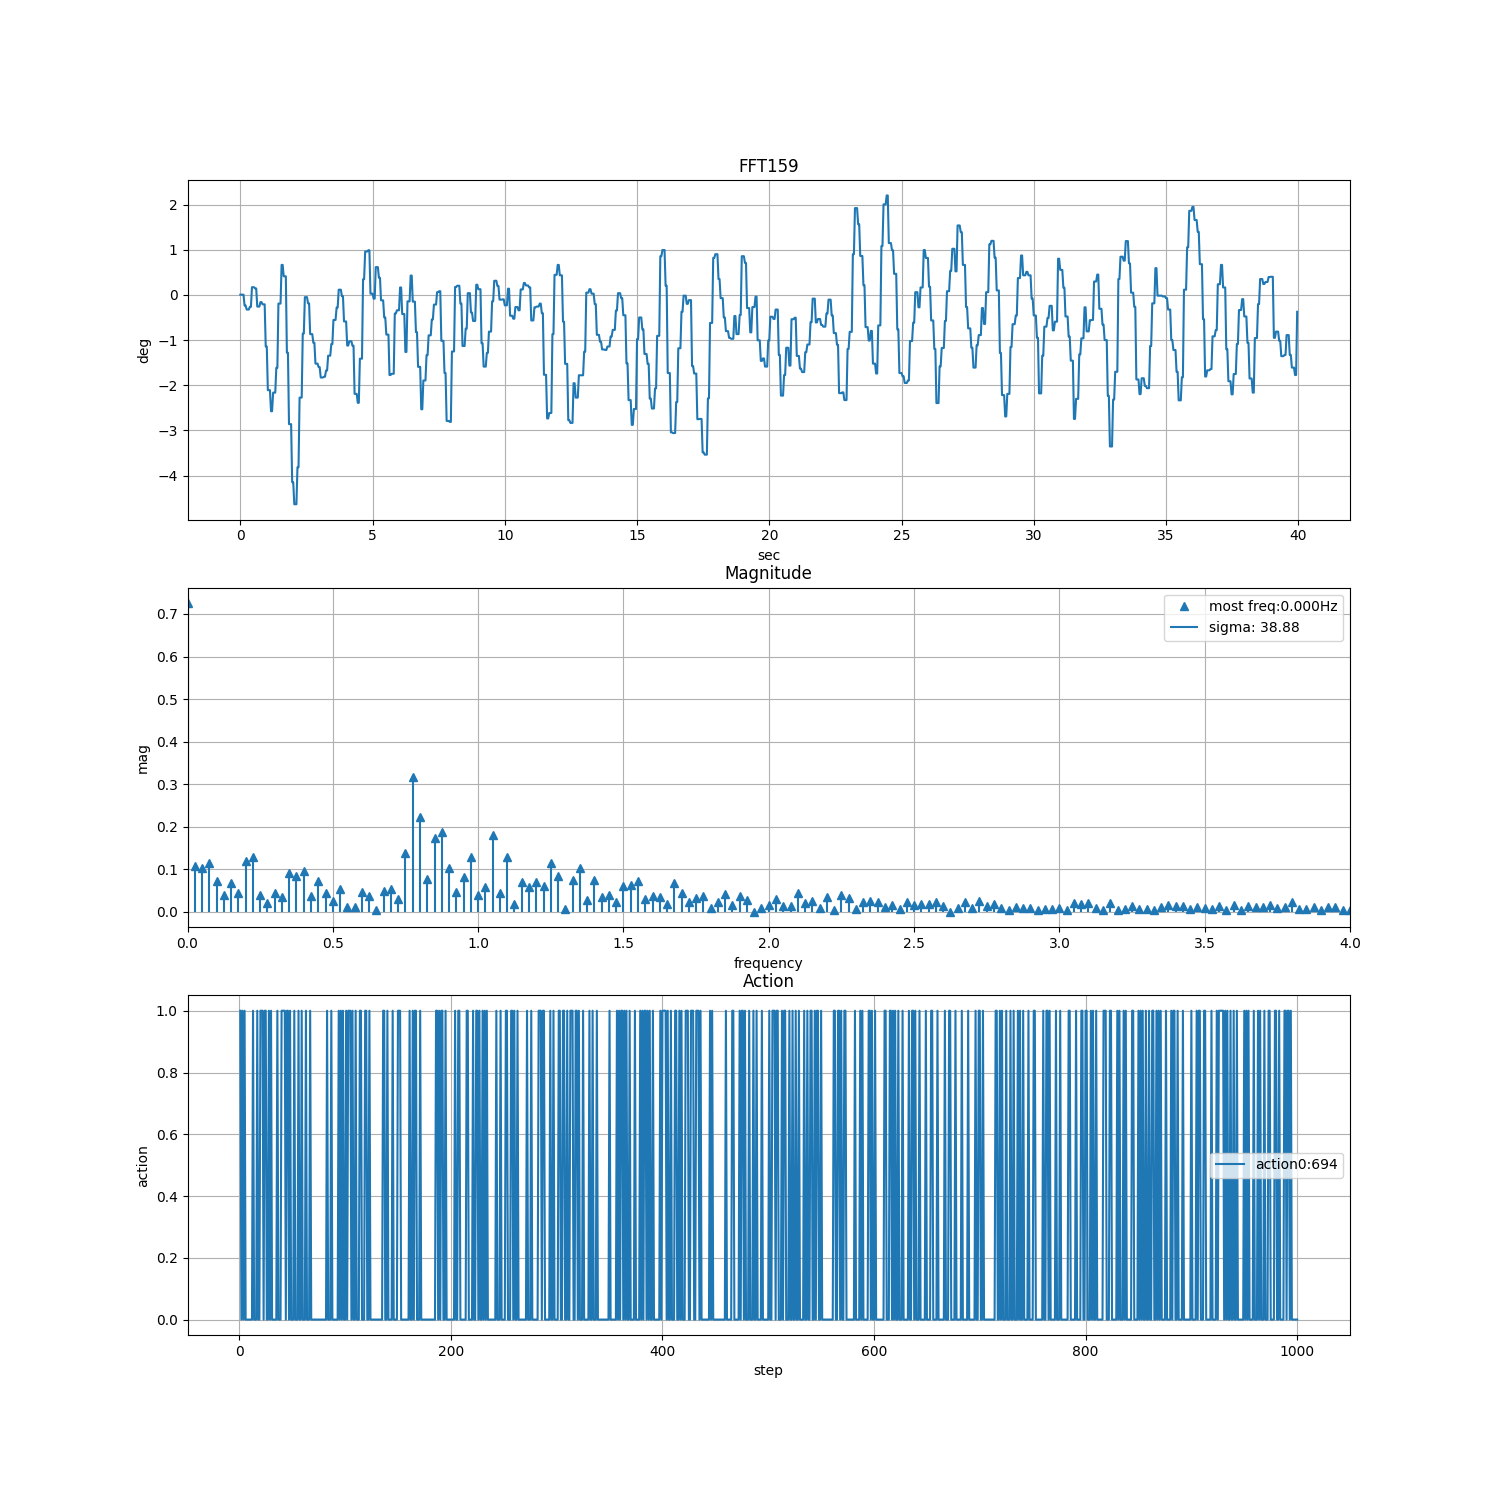 FFT159
2
1
0
−1
−2
−3
−4
deg
0 5 10 15 20 25 30 35 40
sec
Magnitude
0.7
0.6
0.5
0.4
0.3
0.2
0.1
0.0
mag
most freq:0.000Hz
sigma: 38.88
0.0 0.5 1.0 1.5 2.0 2.5 3.0 3.5 4.0
frequency
Action
1.0
0.8
0.6
0.4
0.2
0.0
action
action0:694
0 200 400 600 800 1000
step